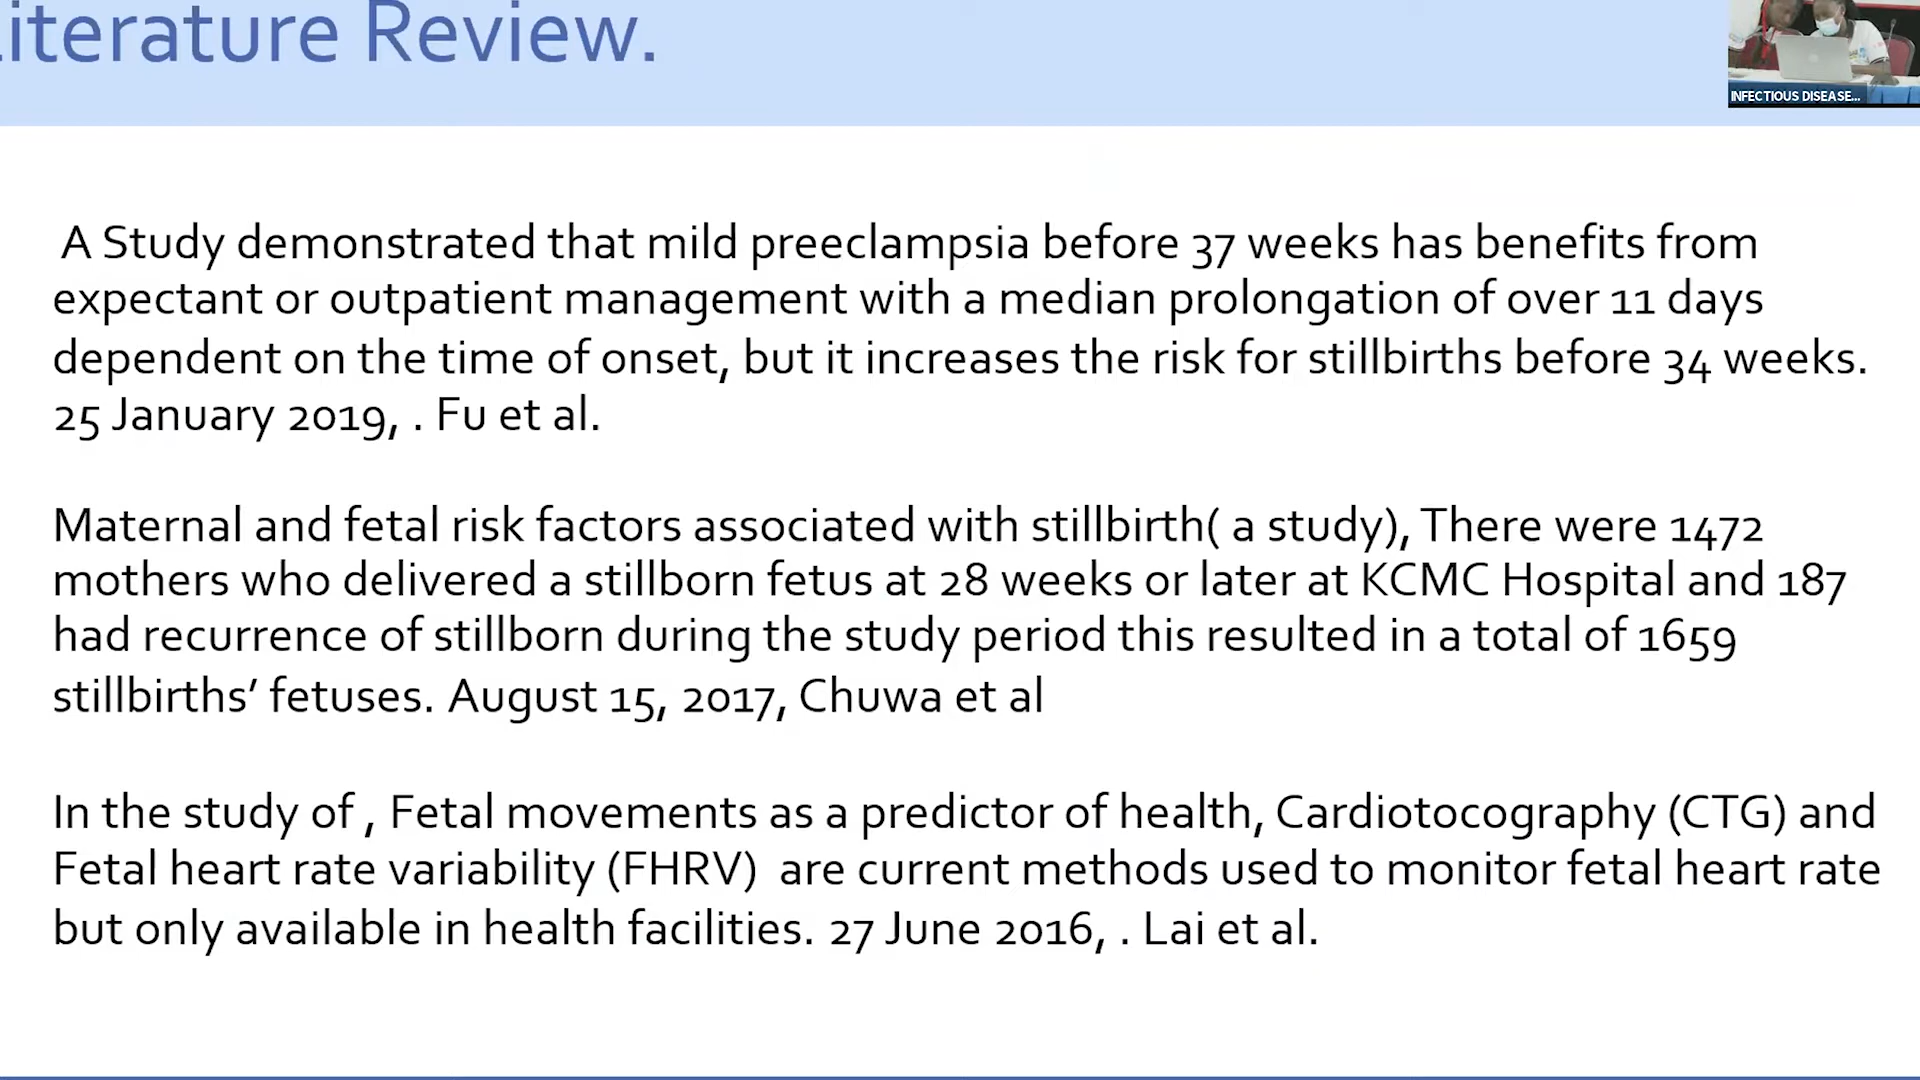 iterature Review.
INFECTIOUS DISEASE...
A Study demonstrated that mild preeclampsia before 37 weeks has benefits from
expectant or outpatient management with a median prolongation of over 11 days
dependent on the time of onset, but it increases the risk for stillbirths before 34 weeks.
25 January 2019, . Fu et al.
Maternal and fetal risk factors associated with stillbirth( a study), There were 1472
mothers who delivered a stillborn fetus at 28 weeks or later at KCMC Hospital and 187
had recurrence of stillborn during the study period this resulted in a total of 1659
stillbirths’ fetuses. August 15, 2017, Chuwa et al
In the study of , Fetal movements as a predictor of health, Cardiotocography (CTG) and
Fetal heart rate variability (FHRV)  are current methods used to monitor fetal heart rate
but only available in health facilities. 27 June 2016, . Lai et al.